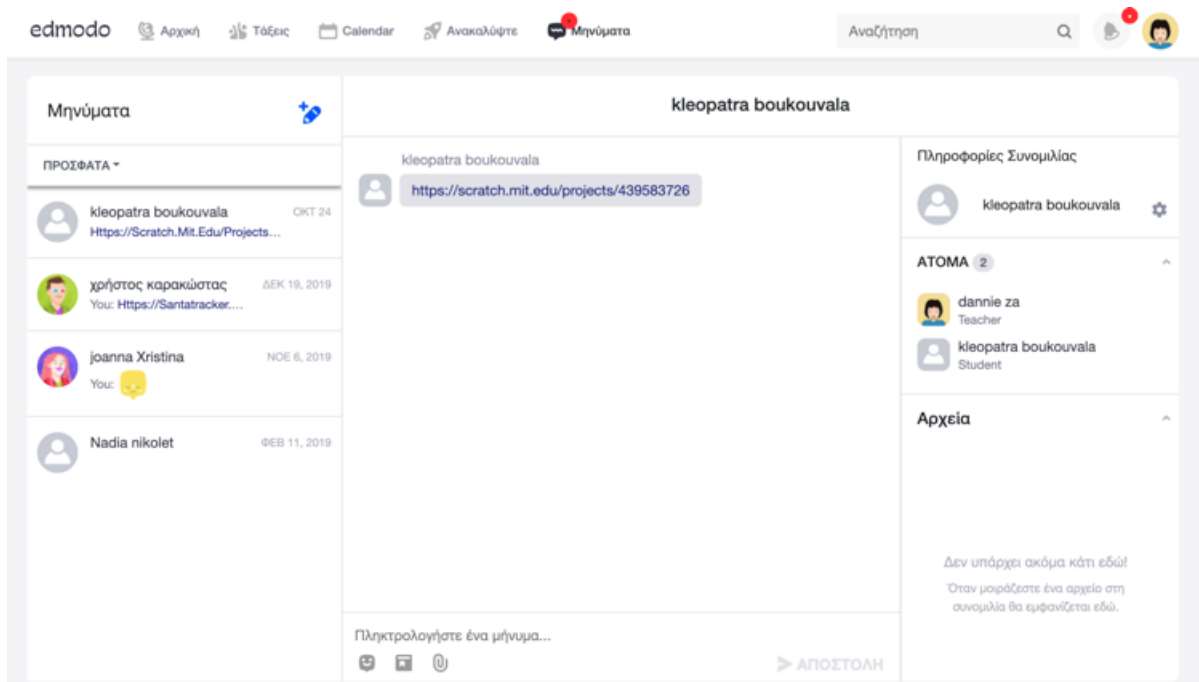 edmodo
Αρχική
Τάξεις
Calendar
Ανακαλύψτε
Μηνύματα
Αναζήτηση
Μηνύματα
ΠΡΟΣΦΑΤΑ
kleopatra boukouvala
ΟΚΤ 24
Https://Scratch.Mit.Edu/Projects...
χρήστος καρακώστας
ΔΕΚ 19, 2019
You: Https://Santatracker....
joanna Xristina
ΝΟΕ 6, 2019
You:
Nadia nikolet
ΦΕΒ 11, 2019
kleopatra boukouvala
kleopatra boukouvala
https://scratch.mit.edu/projects/439583726
Πληκτρολογήστε ένα μήνυμα...
ΑΠΟΣΤΟΛΗ
Πληροφορίες Συνομιλίας
kleopatra boukouvala
ΑΤΟΜΑ 2
dannie za
Teacher
kleopatra boukouvala
Student
Αρχεία
Δεν υπάρχει ακόμα κάτι εδώ!
Όταν μοιράζεστε ένα αρχείο στη
συνομιλία θα εμφανίζεται εδώ.